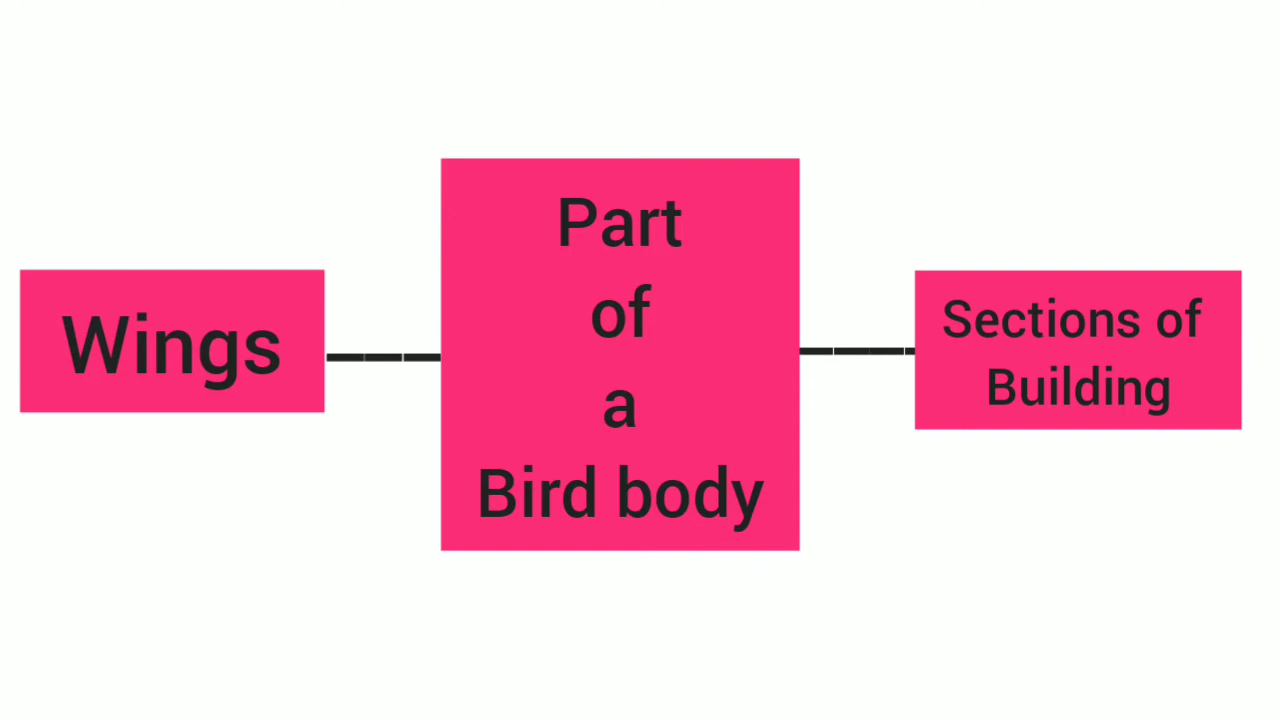 Wings
Part
of
a
Bird body
Sections of
Building